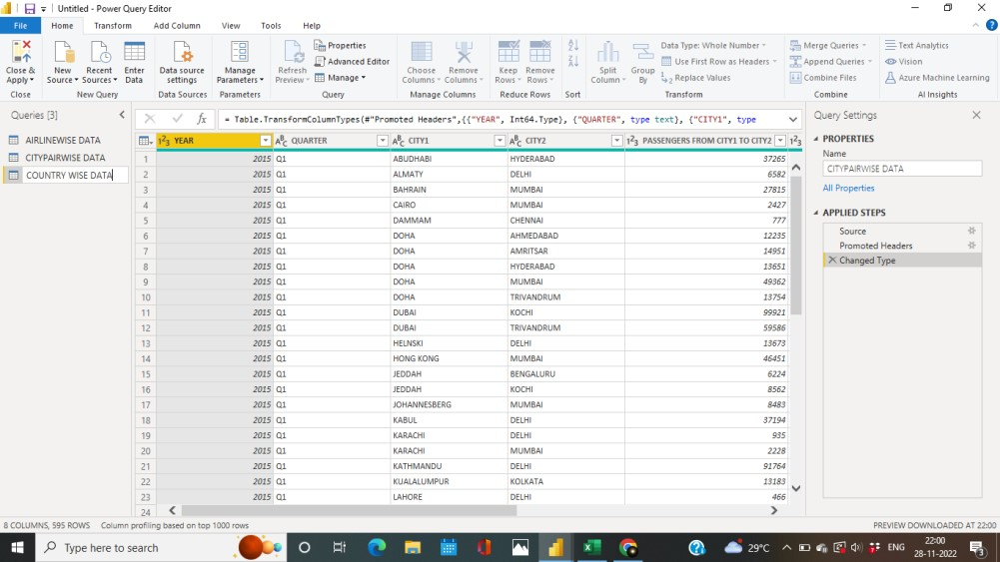 Untitled - Power Query Editor
File Home Transform Add Column View Tools Help
Close & Apply
New Source
Recent Sources
Enter Data
Data source settings
Manage Parameters
Refresh Preview
Properties
Advanced Editor
Manage
Choose Columns
Remove Columns
Keep Rows
Remove Rows
Split Column
Group By
Data Type: Whole Number
Use First Row as Headers
Replace Values
Merge Queries
Append Queries
Combine Files
Text Analytics
Vision
Azure Machine Learning
Close New Query Data Sources Parameters Query Manage Columns Reduce Rows Sort Transform Combine AI Insights
Queries [3]
AIRLINEWISE DATA
CITYPAIRWISE DATA
COUNTRY WISE DATA
fx = Table.TransformColumnTypes(#"Promoted Headers",{{"YEAR", Int64.Type}, {"QUARTER", type text}, {"CITY1", type
123 YEAR ABC QUARTER ABC CITY1 ABC CITY2 123 PASSENGERS FROM CITY1 TO CITY2 123
1 2015 Q1 ABUDHABI HYDERABAD 37265
2 2015 Q1 ALMATY DELHI 6582
3 2015 Q1 BAHRAIN MUMBAI 27815
4 2015 Q1 CAIRO MUMBAI 2427
5 2015 Q1 DAMMAM CHENNAI 777
6 2015 Q1 DOHA AHMEDABAD 12235
7 2015 Q1 DOHA AMRITSAR 14951
8 2015 Q1 DOHA HYDERABAD 13651
9 2015 Q1 DOHA MUMBAI 49362
10 2015 Q1 DOHA TRIVANDRUM 13754
11 2015 Q1 DUBAI KOCHI 99921
12 2015 Q1 DUBAI TRIVANDRUM 59586
13 2015 Q1 HELNSKI DELHI 13673
14 2015 Q1 HONG KONG MUMBAI 46451
15 2015 Q1 JEDDAH BENGALURU 6224
16 2015 Q1 JEDDAH KOCHI 8562
17 2015 Q1 JOHANNESBERG MUMBAI 8483
18 2015 Q1 KABUL DELHI 37194
19 2015 Q1 KARACHI DELHI 935
20 2015 Q1 KARACHI MUMBAI 2228
21 2015 Q1 KATHMANDU DELHI 91764
22 2015 Q1 KUALALUMPUR KOLKATA 13183
23 2015 Q1 LAHORE DELHI 466
24
Query Settings
PROPERTIES
Name
CITYPAIRWISE DATA
All Properties
APPLIED STEPS
Source
Promoted Headers
Changed Type
8 COLUMNS, 595 ROWS Column profiling based on top 1000 rows PREVIEW DOWNLOADED AT 22:00
Type here to search
29°C
ENG
22:00
28-11-2022
3